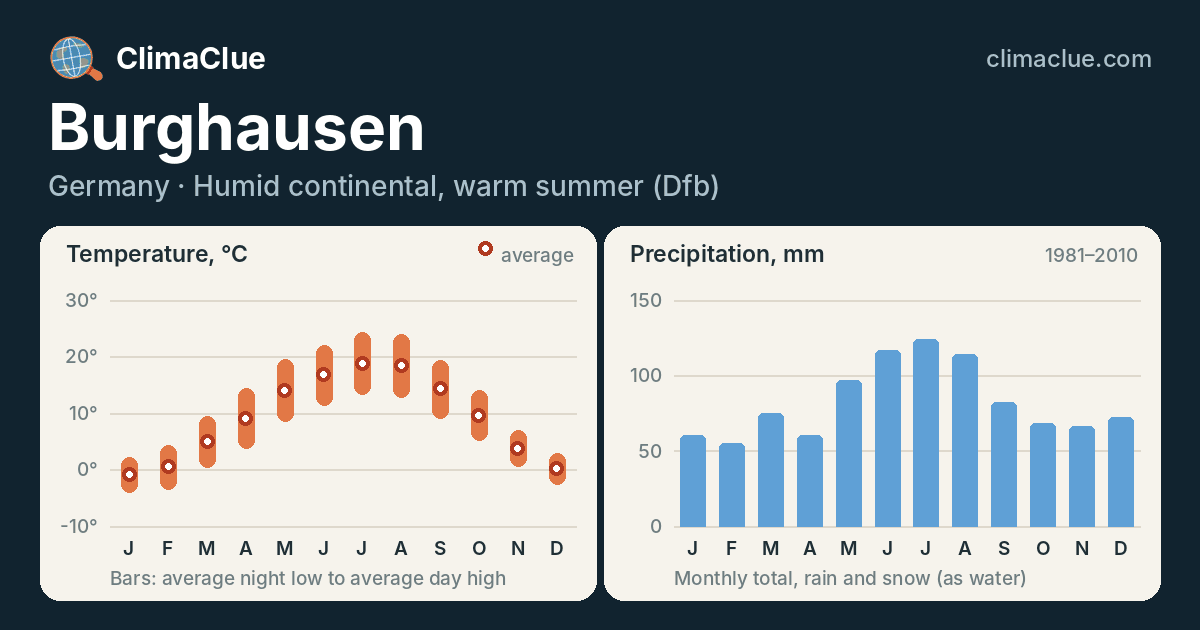 ClimaClue
climaclue.com
Burghausen
Germany · Humid continental, warm summer (Dfb)
Temperature, °C
average
30°
20°
10°
0°
-10°
J F M A M J J A S O N D
Bars: average night low to average day high
Precipitation, mm
1981–2010
150
100
50
0
J F M A M J J A S O N D
Monthly total, rain and snow (as water)